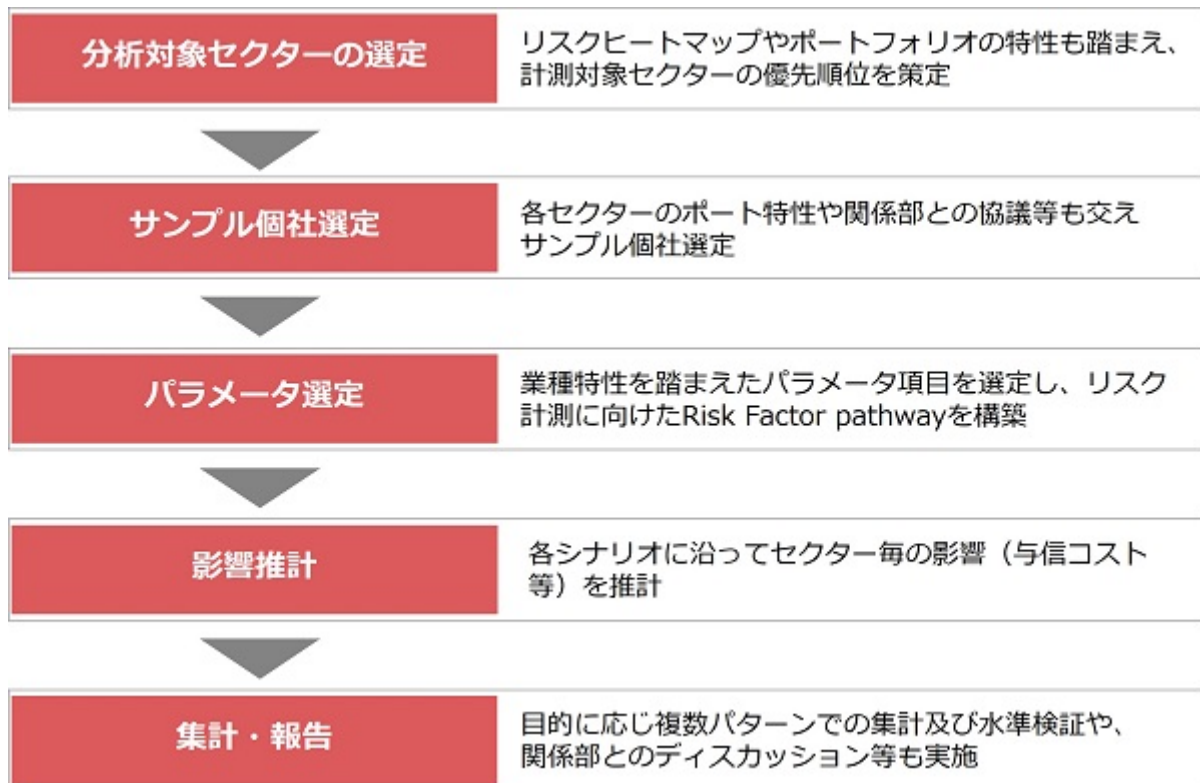 分析対象セクターの選定
リスクヒートマップやポートフォリオの特性も踏まえ、
計測対象セクターの優先順位を策定
サンプル個社選定
各セクターのポート特性や関係部との協議等も交え
サンプル個社選定
パラメータ選定
業種特性を踏まえたパラメータ項目を選定し、リスク
計測に向けたRisk Factor pathwayを構築
影響推計
各シナリオに沿ってセクター毎の影響（与信コスト
等）を推計
集計・報告
目的に応じ複数パターンでの集計及び水準検証や、
関係部とのディスカッション等も実施